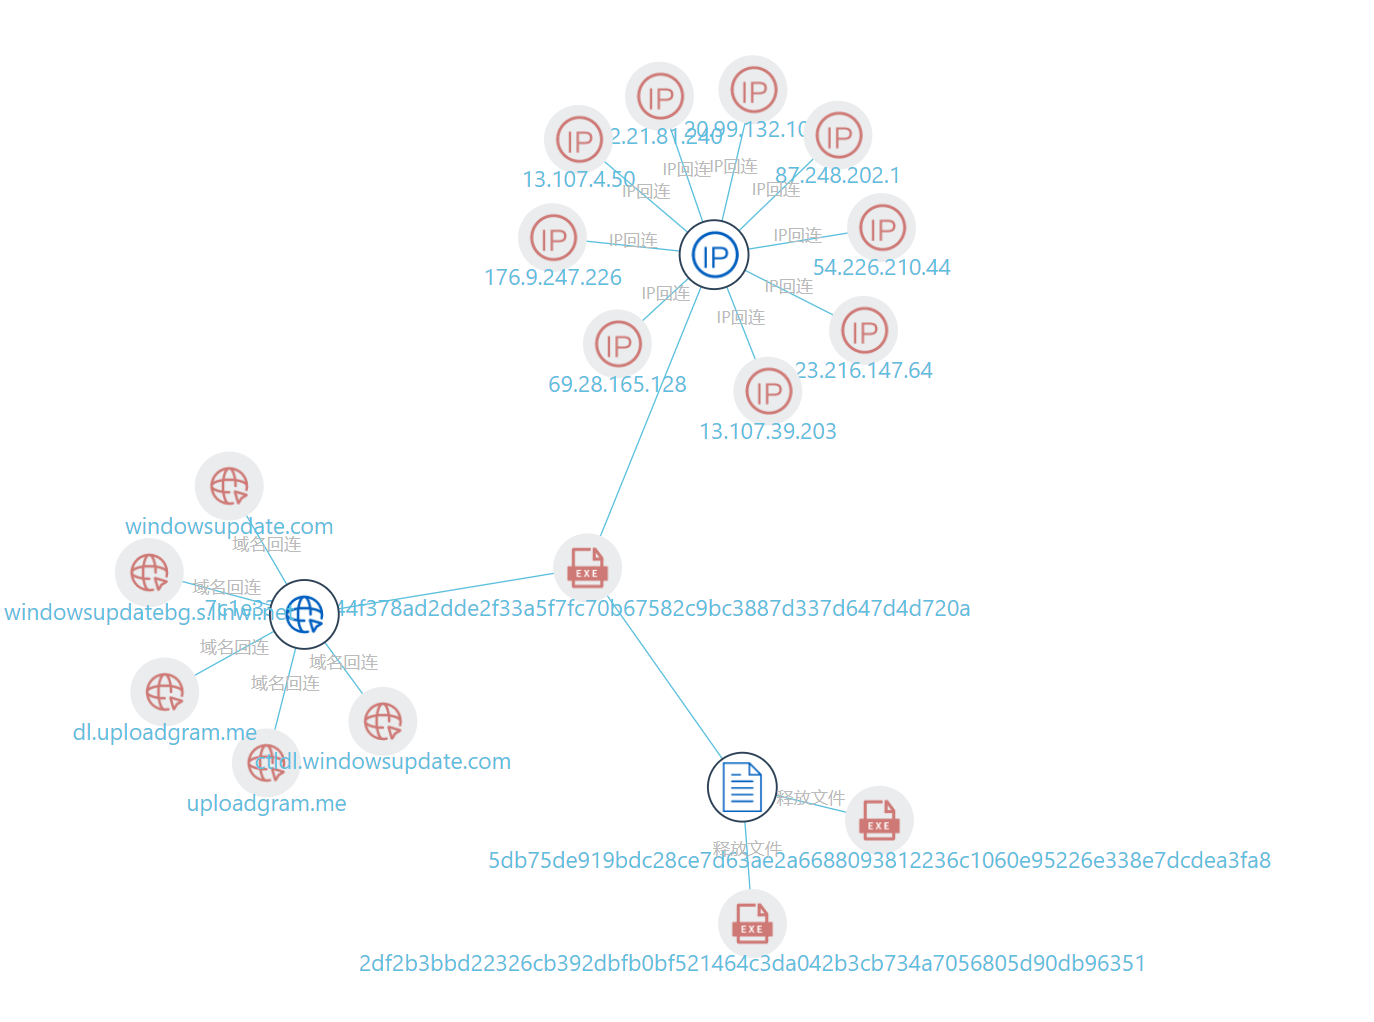 IP
IP
2.21.81.240
20.99.132.10
IP
IP
13.107.4.50
87.248.202.1
IP回连
IP回连
IP回连
IP回连
IP
IP
IP回连
IP回连
IP
176.9.247.226
54.226.210.44
IP回连
IP回连
IP回连
IP
IP
69.28.165.128
23.216.147.64
IP
13.107.39.203
windowsupdate.com
域名回连
EXE
域名回连
windowsupdatebg.s.llnwi.net
44f378ad2dde2f33a5f7fc70b67582c9bc3887d337d647d4d720a
域名回连
域名回连
域名回连
dl.uploadgram.me
ctldl.windowsupdate.com
uploadgram.me
释放文件
EXE
释放文件
5db75de919bdc28ce7d63ae2a6688093812236c1060e95226e338e7dcdea3fa8
EXE
2df2b3bbd22326cb392dbfb0bf521464c3da042b3cb734a7056805d90db96351